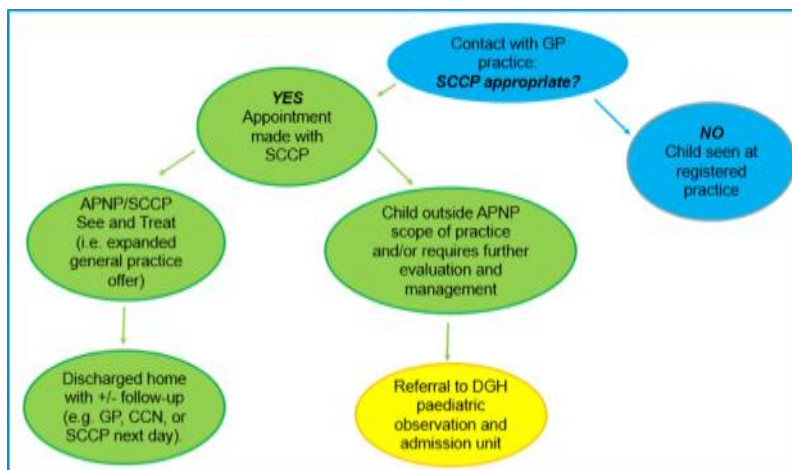 Contact with GP
practice:
SCCP appropriate?
YES
Appointment
made with
SCCP
NO
Child seen at
registered
practice
APNP/SCCP
See and Treat
(i.e. expanded
general practice
offer)
Child outside APNP
scope of practice
and/or requires further
evaluation and
management
Discharged home
with +/- follow-up
(e.g. GP, CCN, or
SCCP next day).
Referral to DGH
paediatric
observation and
admission unit